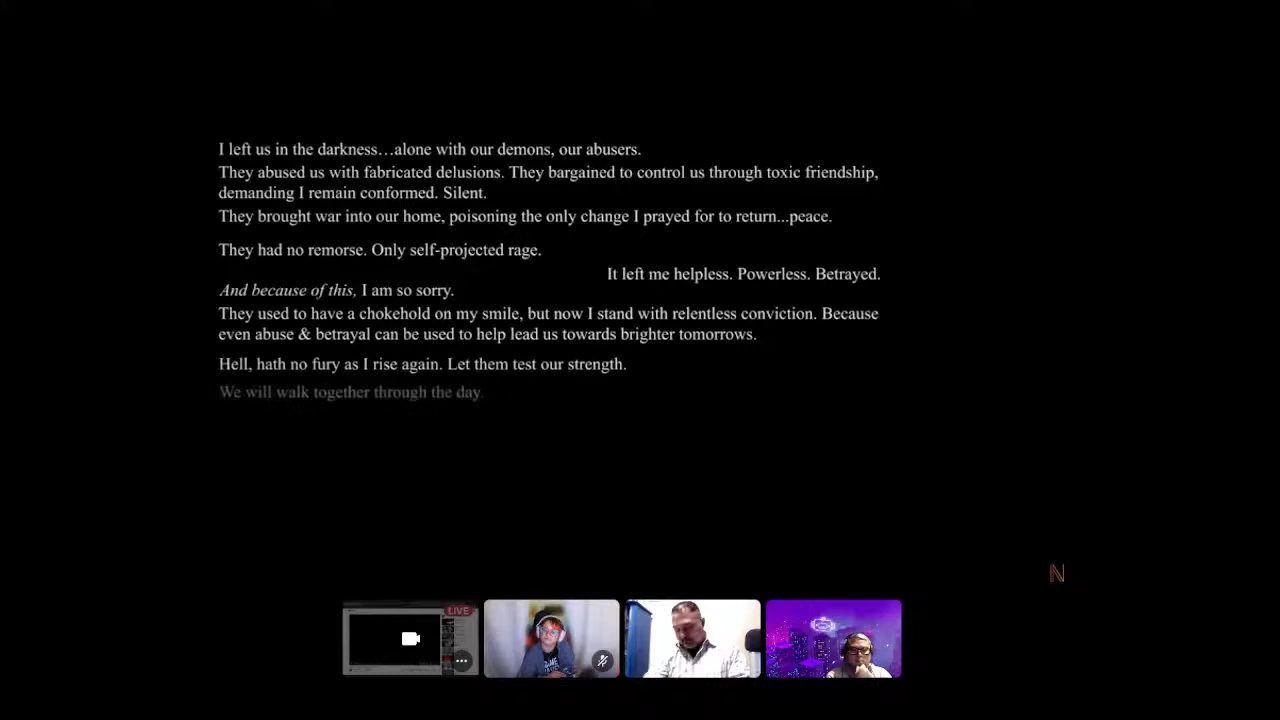 I left us in the darkness…alone with our demons, our abusers.
They abused us with fabricated delusions. They bargained to control us through toxic friendship,
demanding I remain conformed. Silent.
They brought war into our home, poisoning the only change I prayed for to return...peace.
They had no remorse. Only self-projected rage.
It left me helpless. Powerless. Betrayed.
And because of this, I am so sorry.
They used to have a chokehold on my smile, but now I stand with relentless conviction. Because
even abuse & betrayal can be used to help lead us towards brighter tomorrows.
Hell, hath no fury as I rise again. Let them test our strength.
We will walk together through the day.
N
LIVE